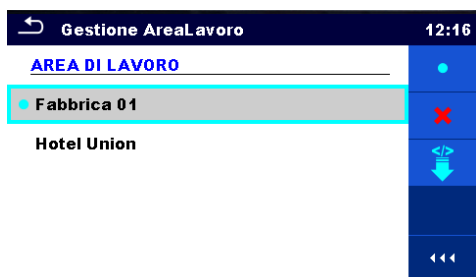 Gestione AreaLavoro 12:16
AREA DI LAVORO
Fabbrica 01
Hotel Union
</>